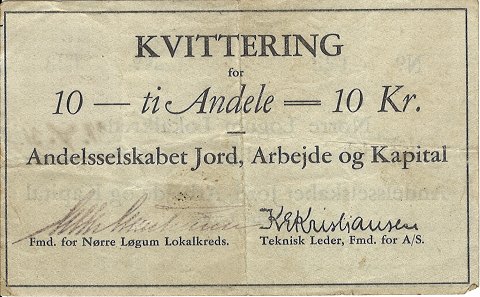 KVITTERING
for
10 — ti Andele = 10 Kr.
Andelsselskabet Jord, Arbejde og Kapital
KEKristjansen
Fmd. for Nørre Løgum Lokalkreds. Teknisk Leder, Fmd. for A/S.